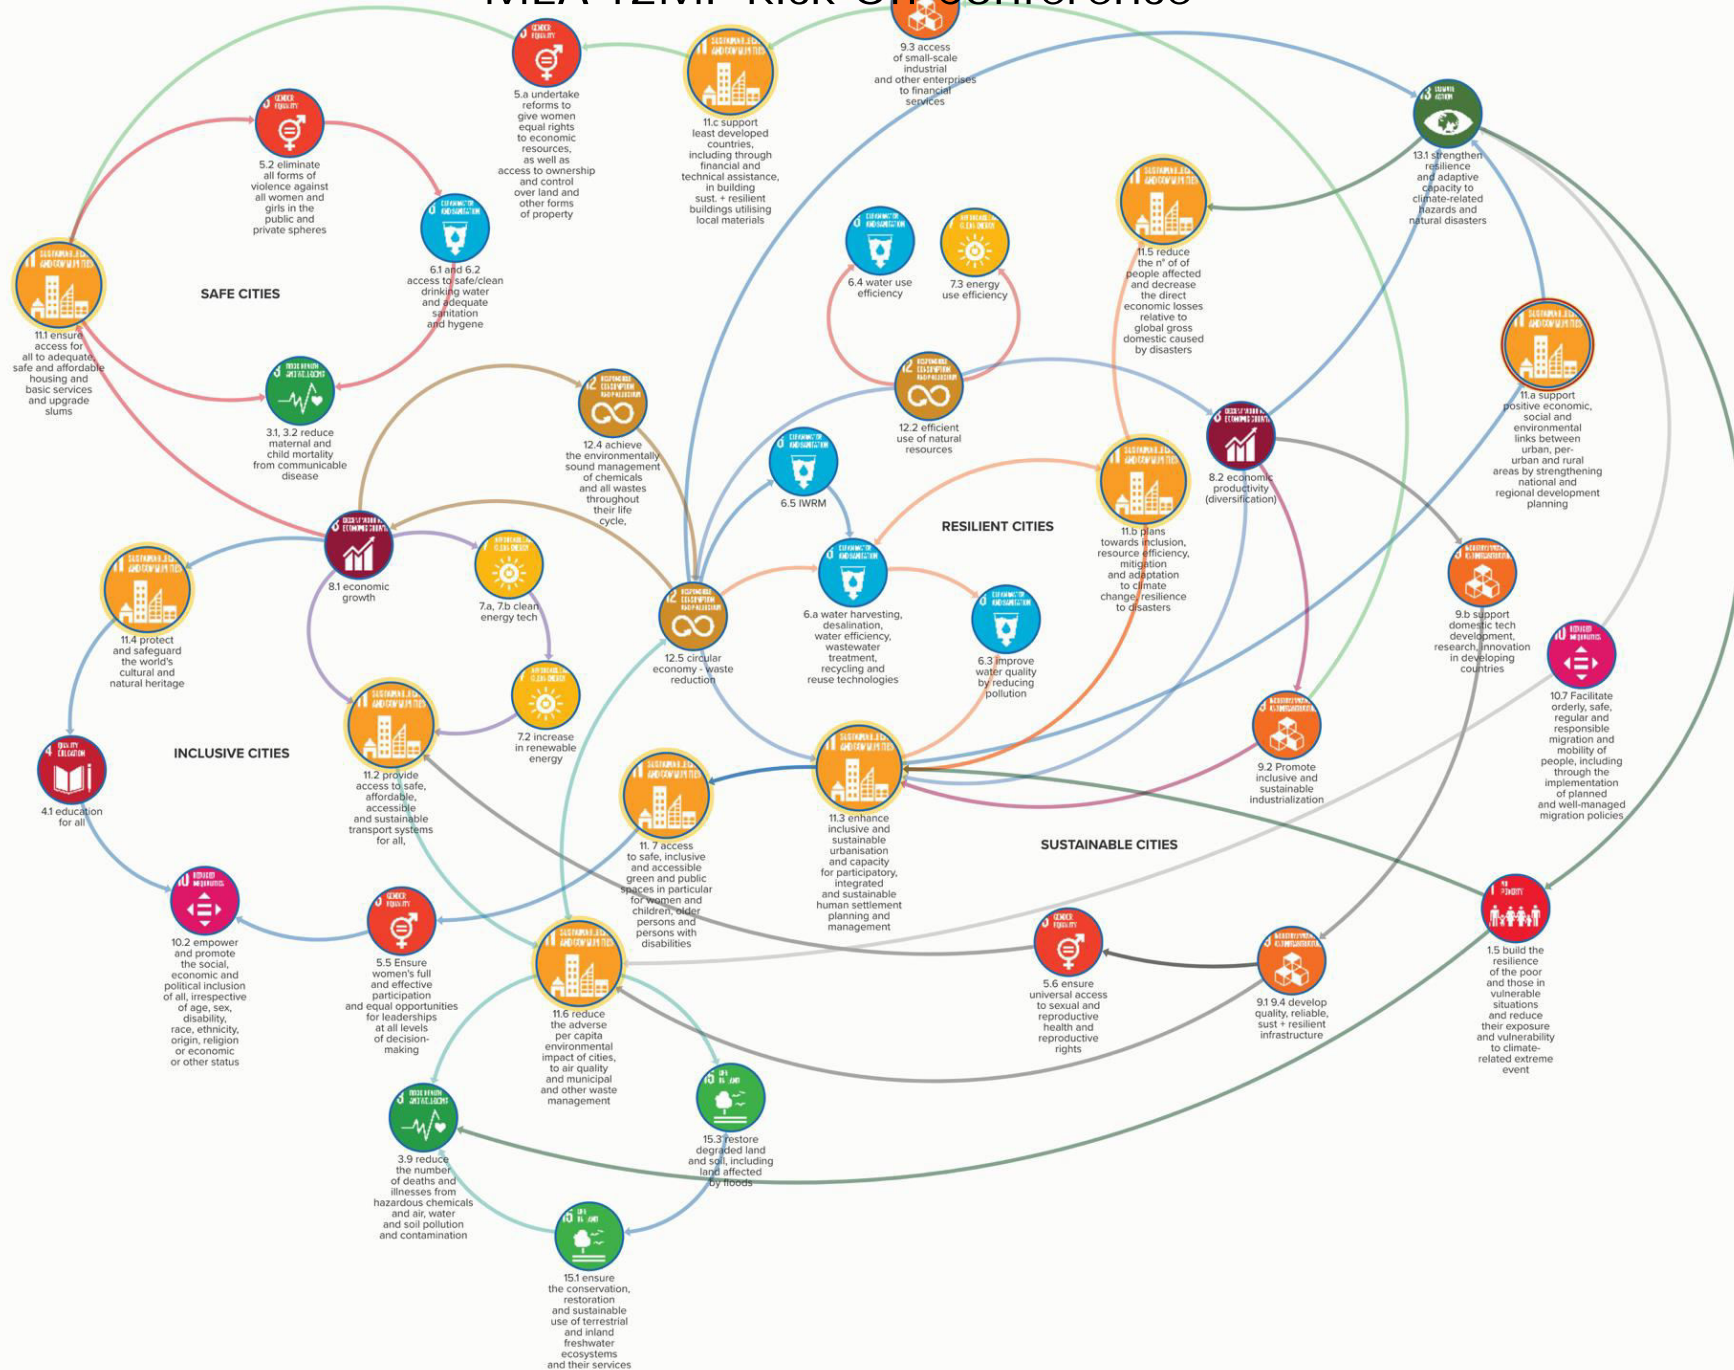 Kick-Off conference
9.3 access
of small-scale
industrial
and other enterprises
to financial
services
5.a undertake
reforms to
give women
equal rights
to economic
resources,
as well as
access to ownership
and control
over land and
other forms
of property
11.c support
least developed
countries,
including through
financial and
technical assistance,
in building
sust. + resilient
buildings utilising
local materials
13.1 strengthen
resilience
and adaptive
capacity to
climate-related
hazards and
natural disasters
5.2 eliminate
all forms of
violence against
all women and
girls in the
public and
private spheres
6.1 and 6.2
access to safe/clean
drinking water
and adequate
sanitation
and hygene
SAFE CITIES
11.1 ensure
access for
all to adequate,
safe and affordable
housing and
basic services
and upgrade
slums
3.1, 3.2 reduce
maternal and
child mortality
from communicable
disease
6.4 water use
efficiency
7.3 energy
use efficiency
11.5 reduce
the n° of of
people affected
and decrease
the direct
economic losses
relative to
global gross
domestic caused
by disasters
11.a support
positive economic,
social and
environmental
links between
urban, per-
urban and rural
areas by strengthening
national and
regional development
planning
12.4 achieve
the environmentally
sound management
of chemicals
and all wastes
throughout
their life
cycle,
12.2 efficient
use of natural
resources
8.2 economic
productivity
(diversification)
6.5 IWRM
RESILIENT CITIES
11.b plans
towards inclusion,
resource efficiency,
mitigation
and adaptation
to climate
change, resilience
to disasters
8.1 economic
growth
7.a, 7.b clean
energy tech
11.4 protect
and safeguard
the world's
cultural and
natural heritage
12.5 circular
economy - waste
reduction
6.a water harvesting,
desalination,
water efficiency,
wastewater
treatment,
recycling and
reuse technologies
6.3 improve
water quality
by reducing
pollution
9.b support
domestic tech
development,
research, innovation
in developing
countries
10.7 Facilitate
orderly, safe,
regular and
responsible
migration and
mobility of
people, including
through the
implementation
of planned
and well-managed
migration policies
INCLUSIVE CITIES
7.2 increase
in renewable
energy
11.2 provide
access to safe,
affordable,
accessible
and sustainable
transport systems
for all,
4.1 education
for all
9.2 Promote
inclusive and
sustainable
industrialization
11. 7 access
to safe, inclusive
and accessible
green and public
spaces in particular
for women and
children, older
persons and
persons with
disabilities
11.3 enhance
inclusive and
sustainable
urbanisation
and capacity
for participatory,
integrated
and sustainable
human settlement
planning and
management
SUSTAINABLE CITIES
10.2 empower
and promote
the social,
economic and
political inclusion
of all, irrespective
of age, sex,
disability,
race, ethnicity,
origin, religion
or economic
or other status
5.5 Ensure
women's full
and effective
participation
and equal opportunities
for leaderships
at all levels
of decision-
making
11.6 reduce
the adverse
per capita
environmental
impact of cities,
to air quality
and municipal
and other waste
management
5.6 ensure
universal access
to sexual and
reproductive
health and
reproductive
rights
9.1 9.4 develop
quality, reliable,
sust + resilient
infrastructure
1.5 build the
resilience
of the poor
and those in
vulnerable
situations
and reduce
their exposure
and vulnerability
to climate-
related extreme
event
3.9 reduce
the number
of deaths and
illnesses from
hazardous chemicals
and air, water
and soil pollution
and contamination
15.3 restore
degraded land
and soil, including
land affected
by floods
15.1 ensure
the conservation,
restoration
and sustainable
use of terrestrial
and inland
freshwater
ecosystems
and their services